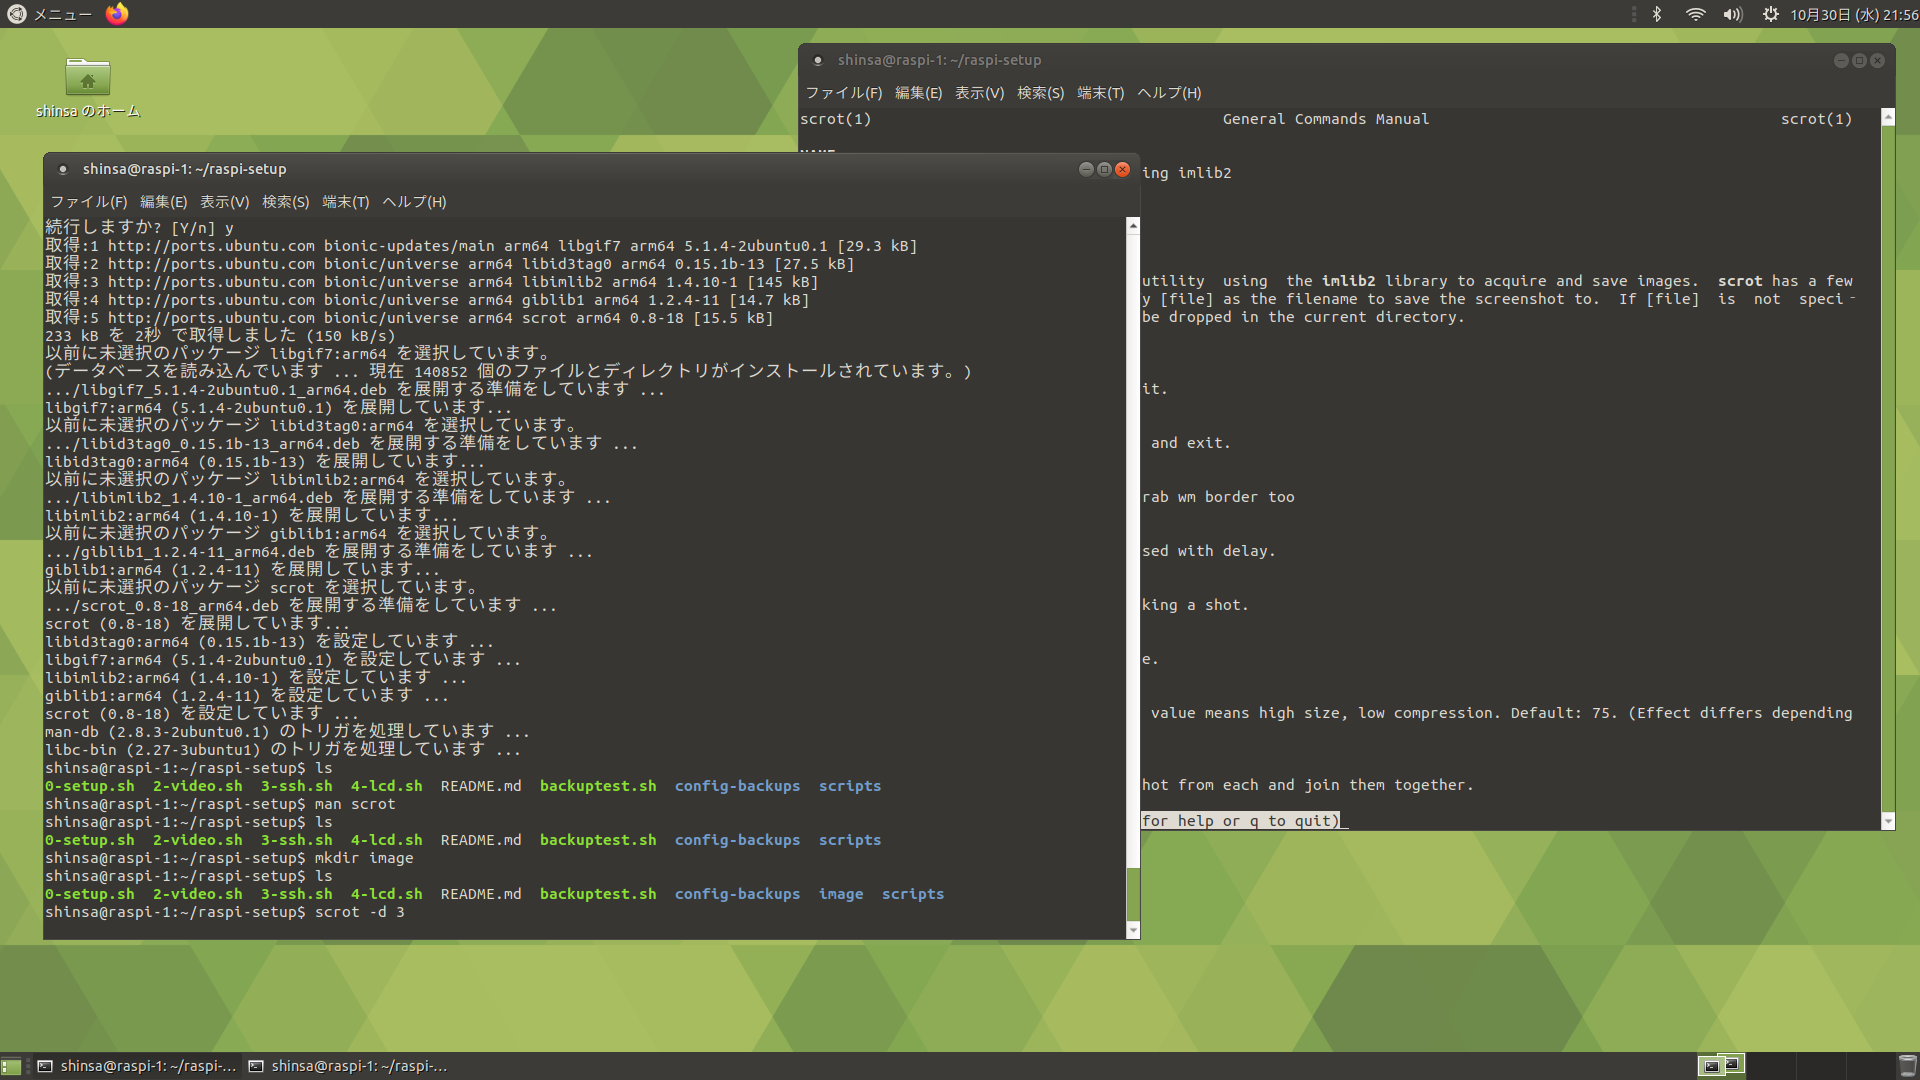 メニュー
10月30日 (水) 21:56
shinsa のホーム
shinsa@raspi-1: ~/raspi-setup
ファイル(F) 編集(E) 表示(V) 検索(S) 端末(T) ヘルプ(H)
scrot(1) General Commands Manual scrot(1)
ing imlib2
utility using the imlib2 library to acquire and save images. scrot has a few
y [file] as the filename to save the screenshot to. If [file] is not speci-
be dropped in the current directory.
it.
and exit.
rab wm border too
sed with delay.
king a shot.
e.
value means high size, low compression. Default: 75. (Effect differs depending
hot from each and join them together.
for help or q to quit)
shinsa@raspi-1: ~/raspi-setup
ファイル(F) 編集(E) 表示(V) 検索(S) 端末(T) ヘルプ(H)
続行しますか? [Y/n] y
取得:1 http://ports.ubuntu.com bionic-updates/main arm64 libgif7 arm64 5.1.4-2ubuntu0.1 [29.3 kB]
取得:2 http://ports.ubuntu.com bionic/universe arm64 libid3tag0 arm64 0.15.1b-13 [27.5 kB]
取得:3 http://ports.ubuntu.com bionic/universe arm64 libimlib2 arm64 1.4.10-1 [145 kB]
取得:4 http://ports.ubuntu.com bionic/universe arm64 giblib1 arm64 1.2.4-11 [14.7 kB]
取得:5 http://ports.ubuntu.com bionic/universe arm64 scrot arm64 0.8-18 [15.5 kB]
233 kB を 2秒 で取得しました (150 kB/s)
以前に未選択のパッケージ libgif7:arm64 を選択しています。
(データベースを読み込んでいます ... 現在 140852 個のファイルとディレクトリがインストールされています。)
.../libgif7_5.1.4-2ubuntu0.1_arm64.deb を展開する準備をしています ...
libgif7:arm64 (5.1.4-2ubuntu0.1) を展開しています...
以前に未選択のパッケージ libid3tag0:arm64 を選択しています。
.../libid3tag0_0.15.1b-13_arm64.deb を展開する準備をしています ...
libid3tag0:arm64 (0.15.1b-13) を展開しています...
以前に未選択のパッケージ libimlib2:arm64 を選択しています。
.../libimlib2_1.4.10-1_arm64.deb を展開する準備をしています ...
libimlib2:arm64 (1.4.10-1) を展開しています...
以前に未選択のパッケージ giblib1:arm64 を選択しています。
.../giblib1_1.2.4-11_arm64.deb を展開する準備をしています ...
giblib1:arm64 (1.2.4-11) を展開しています...
以前に未選択のパッケージ scrot を選択しています。
.../scrot_0.8-18_arm64.deb を展開する準備をしています ...
scrot (0.8-18) を展開しています...
libid3tag0:arm64 (0.15.1b-13) を設定しています ...
libgif7:arm64 (5.1.4-2ubuntu0.1) を設定しています ...
libimlib2:arm64 (1.4.10-1) を設定しています ...
giblib1:arm64 (1.2.4-11) を設定しています ...
scrot (0.8-18) を設定しています ...
man-db (2.8.3-2ubuntu0.1) のトリガを処理しています ...
libc-bin (2.27-3ubuntu1) のトリガを処理しています ...
shinsa@raspi-1:~/raspi-setup$ ls
0-setup.sh 2-video.sh 3-ssh.sh 4-lcd.sh README.md backuptest.sh config-backups scripts
shinsa@raspi-1:~/raspi-setup$ man scrot
shinsa@raspi-1:~/raspi-setup$ ls
0-setup.sh 2-video.sh 3-ssh.sh 4-lcd.sh README.md backuptest.sh config-backups scripts
shinsa@raspi-1:~/raspi-setup$ mkdir image
shinsa@raspi-1:~/raspi-setup$ ls
0-setup.sh 2-video.sh 3-ssh.sh 4-lcd.sh README.md backuptest.sh config-backups image scripts
shinsa@raspi-1:~/raspi-setup$ scrot -d 3
shinsa@raspi-1: ~/raspi-... shinsa@raspi-1: ~/raspi-...